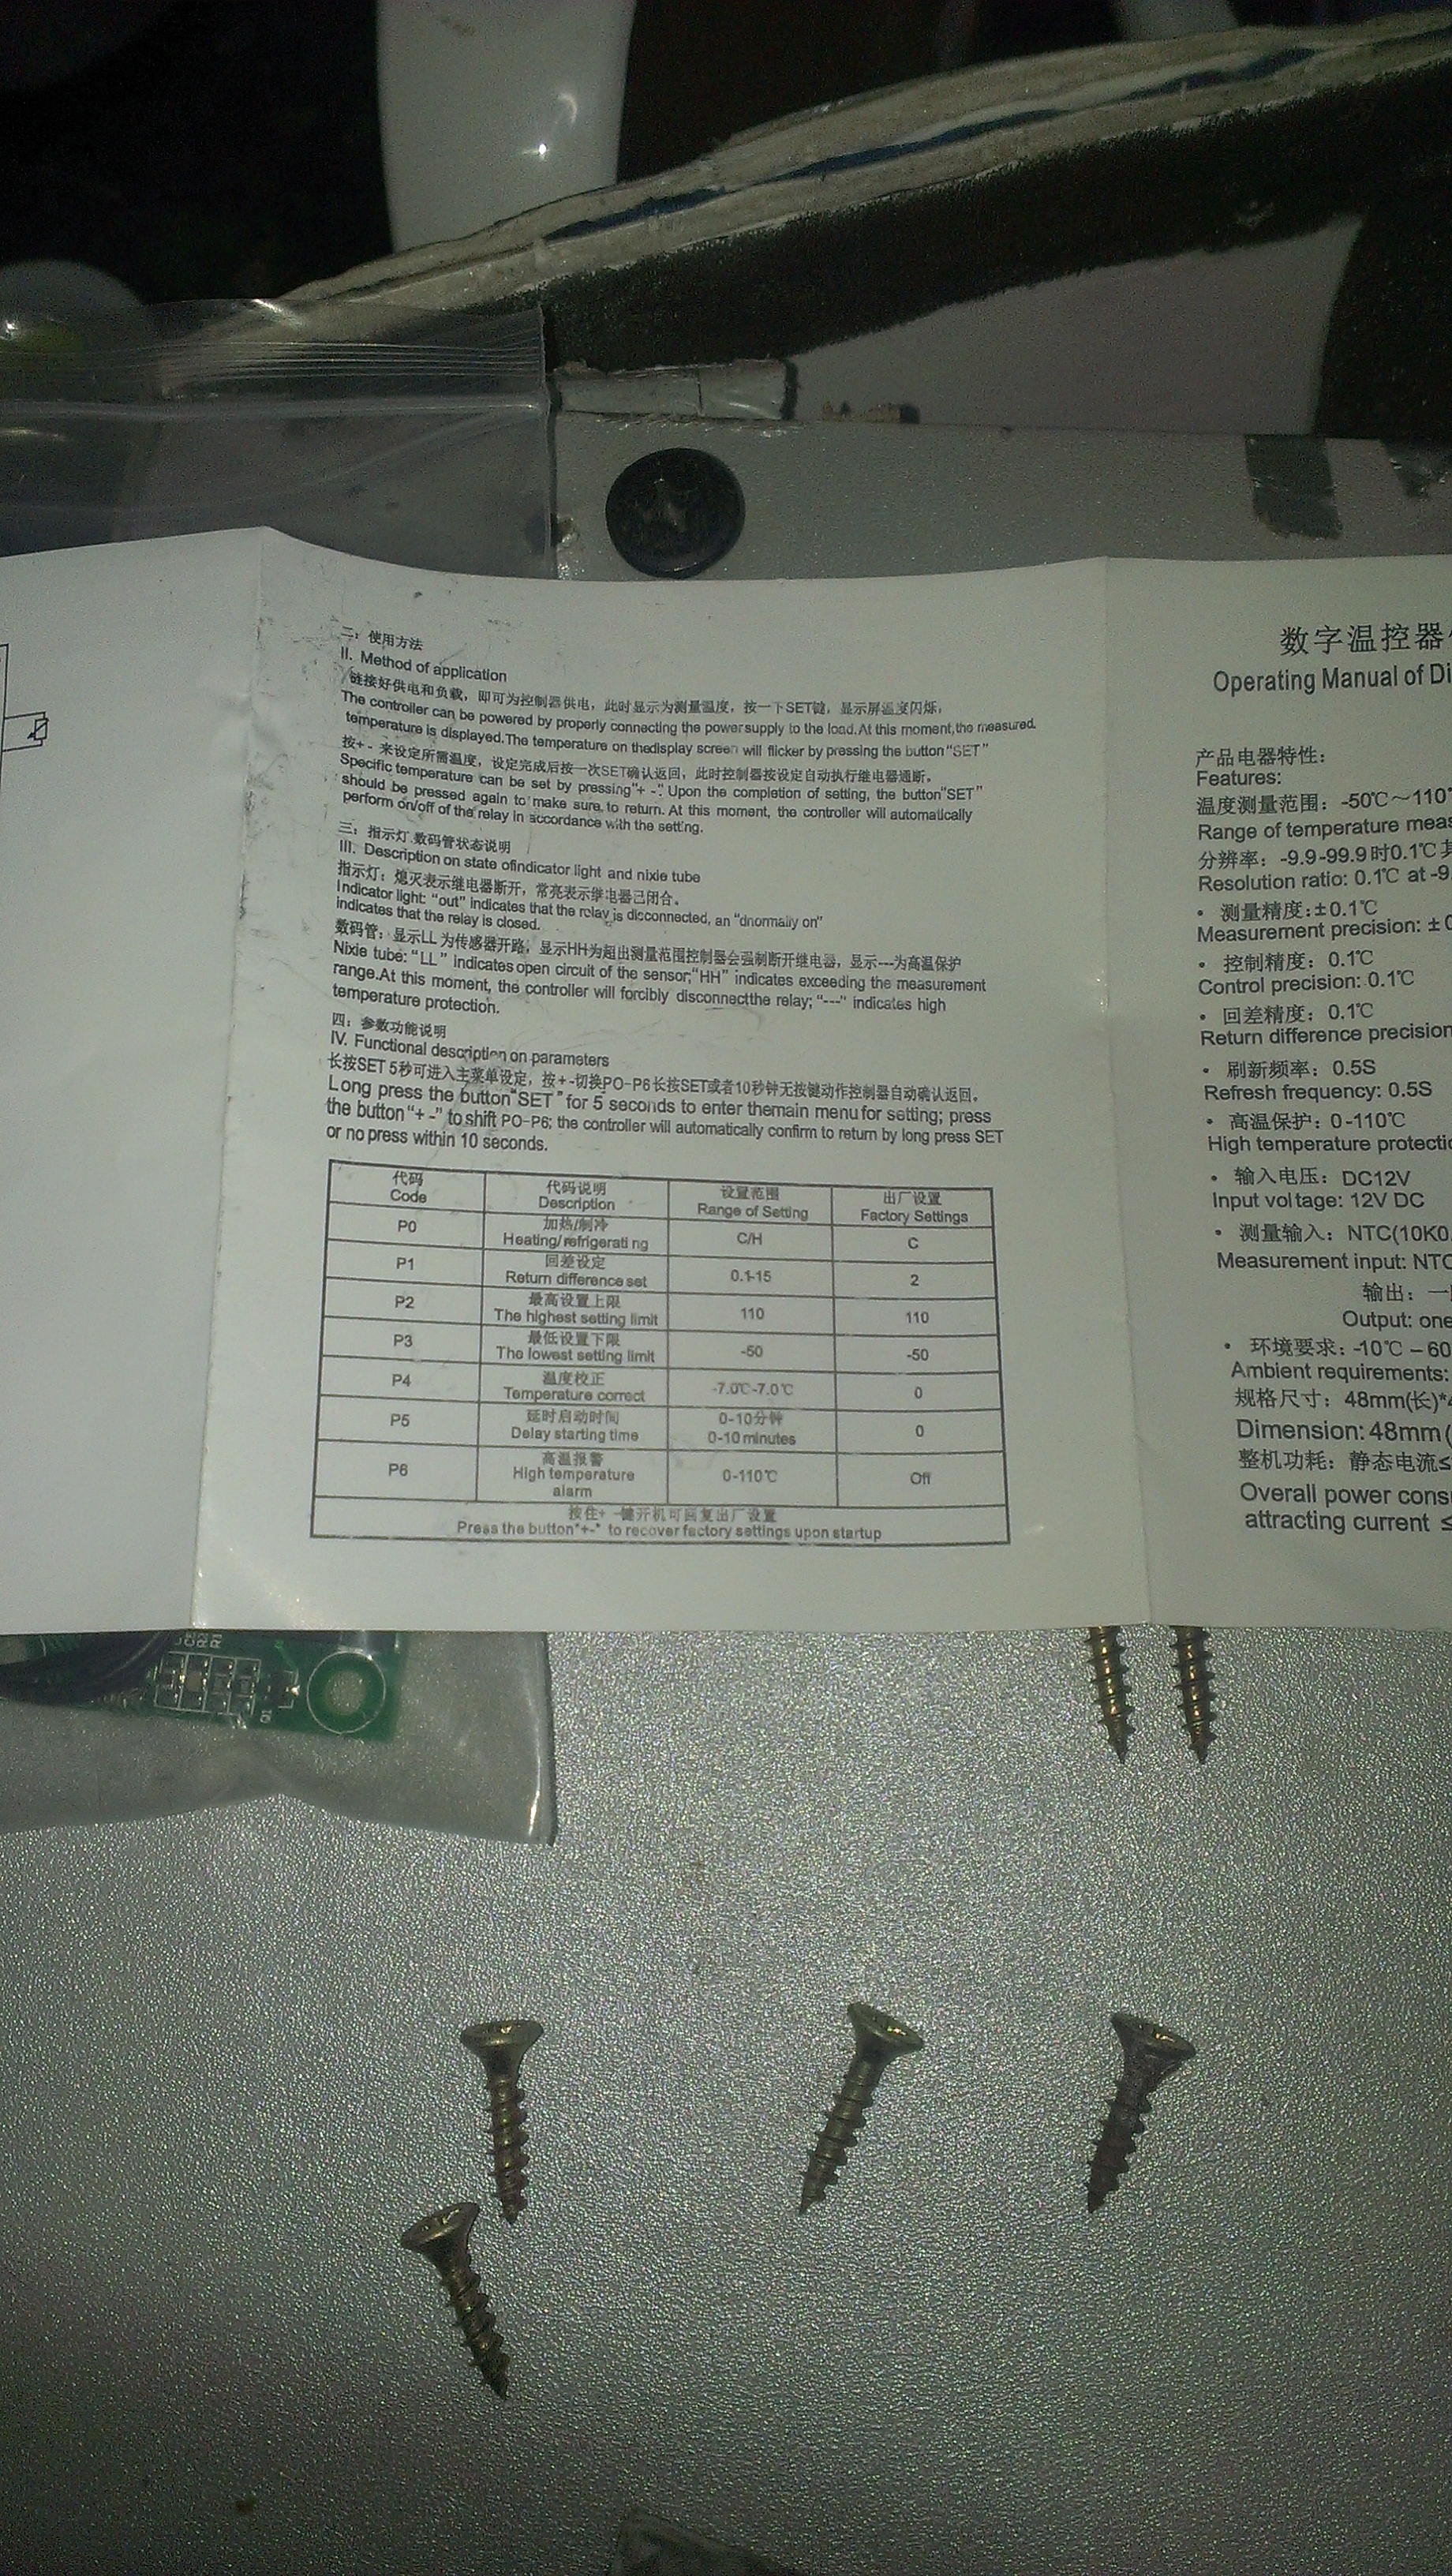 二：使用方法
II. Method of application
链接好供电和负载，即可为控制器供电，此时显示为测量温度，按一下SET键，显示屏温度闪烁，
The controller can be powered by properly connecting the power supply to the load. At this moment, the measured.
temperature is displayed. The temperature on thedisplay screen will flicker by pressing the button "SET"
按+ - 来设定所需温度，设定完成后按一次SET确认返回，此时控制器按设定自动执行继电器通断。
Specific temperature can be set by pressing"+ -". Upon the completion of setting, the button"SET"
should be pressed again to make sure to return. At this moment, the controller will automatically
perform on/off of the relay in accordance with the setting.
三：指示灯.数码管状态说明
III. Description on state ofindicator light and nixie tube
指示灯：熄灭表示继电器断开，常亮表示继电器已闭合。
Indicator light: "out" indicates that the relay is disconnected, an "dnormally on"
indicates that the relay is closed.
数码管：显示LL为传感器开路，显示HH为超出测量范围控制器会强制断开继电器，显示---为高温保护
Nixie tube: "LL" indicates open circuit of the sensor;"HH" indicates exceeding the measurement
range.At this moment, the controller will forcibly disconnectthe relay; "---" indicates high
temperature protection.
四：参数功能说明
IV. Functional description on parameters
长按SET 5秒可进入主菜单设定，按+ -切换PO-P6长按SET或者10秒钟无按键动作控制器自动确认返回。
Long press the button"SET" for 5 seconds to enter themain menu for setting; press
the button "+ -" to shift PO-P6; the controller will automatically confirm to return by long press SET
or no press within 10 seconds.
代码 代码说明 设置范围 出厂设置
Code Description Range of Setting Factory Settings
P0 加热/制冷 Heating/refrigerating C/H C
P1 回差设定 Return difference set 0.1-15 2
P2 最高设置上限 The highest setting limit 110 110
P3 最低设置下限 The lowest setting limit -50 -50
P4 温度校正 Temperature correct -7.0℃-7.0℃ 0
P5 延时启动时间 Delay starting time 0-10分钟 0-10 minutes 0
P6 高温报警 High temperature alarm 0-110℃ Off
按住+ -键开机可回复出厂设置
Press the button"+-" to recover factory settings upon startup
数字温控器
Operating Manual of Di
产品电器特性：
Features:
温度测量范围：-50℃～110
Range of temperature meas
分辨率：-9.9-99.9时0.1℃
Resolution ratio: 0.1℃ at -9
• 测量精度：±0.1℃
Measurement precision: ±0
• 控制精度：0.1℃
Control precision: 0.1℃
• 回差精度：0.1℃
Return difference precision
• 刷新频率：0.5S
Refresh frequency: 0.5S
• 高温保护：0-110℃
High temperature protectio
• 输入电压：DC12V
Input voltage: 12V DC
• 测量输入：NTC(10K0.
Measurement input: NTC
输出：一
Output: one
• 环境要求：-10℃ – 60
Ambient requirements:
规格尺寸：48mm(长)*4
Dimension: 48mm(
整机功耗：静态电流≤
Overall power cons
attracting current ≤
R1
Q1